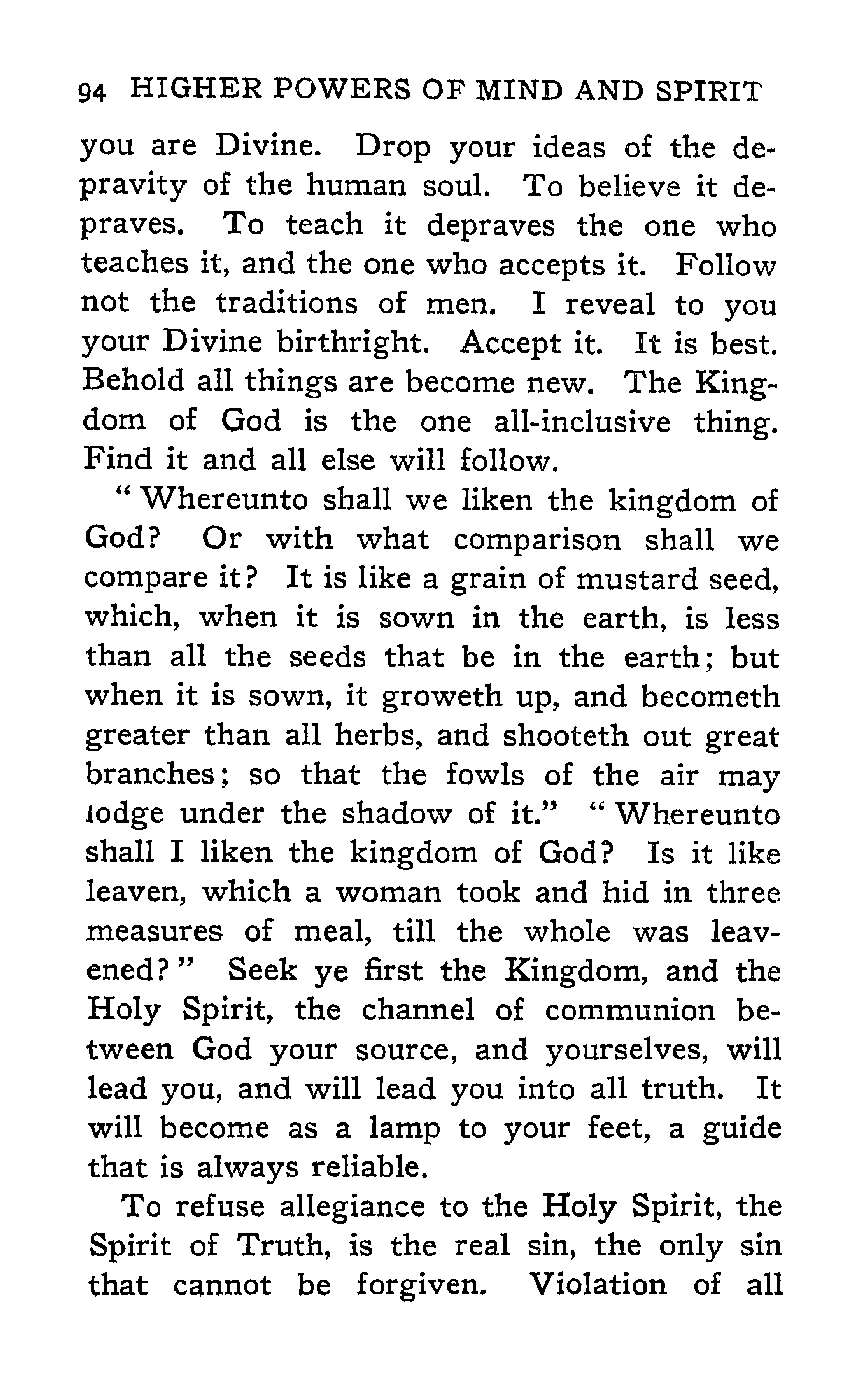 94 HIGHER POWERS OF MIND AND SPIRIT
you are Divine. Drop your ideas of the de-
pravity of the human soul. To believe it de-
praves. To teach it depraves the one who
teaches it, and the one who accepts it. Follow
not the traditions of men. I reveal to you
your Divine birthright. Accept it. It is best.
Behold all things are become new. The King-
dom of God is the one all-inclusive thing.
Find it and all else will follow.
“ Whereunto shall we liken the kingdom of
God? Or with what comparison shall we
compare it? It is like a grain of mustard seed,
which, when it is sown in the earth, is less
than all the seeds that be in the earth; but
when it is sown, it groweth up, and becometh
greater than all herbs, and shooteth out great
branches; so that the fowls of the air may
lodge under the shadow of it.” “ Whereunto
shall I liken the kingdom of God? Is it like
leaven, which a woman took and hid in three
measures of meal, till the whole was leav-
ened? ” Seek ye first the Kingdom, and the
Holy Spirit, the channel of communion be-
tween God your source, and yourselves, will
lead you, and will lead you into all truth. It
will become as a lamp to your feet, a guide
that is always reliable.
To refuse allegiance to the Holy Spirit, the
Spirit of Truth, is the real sin, the only sin
that cannot be forgiven. Violation of all